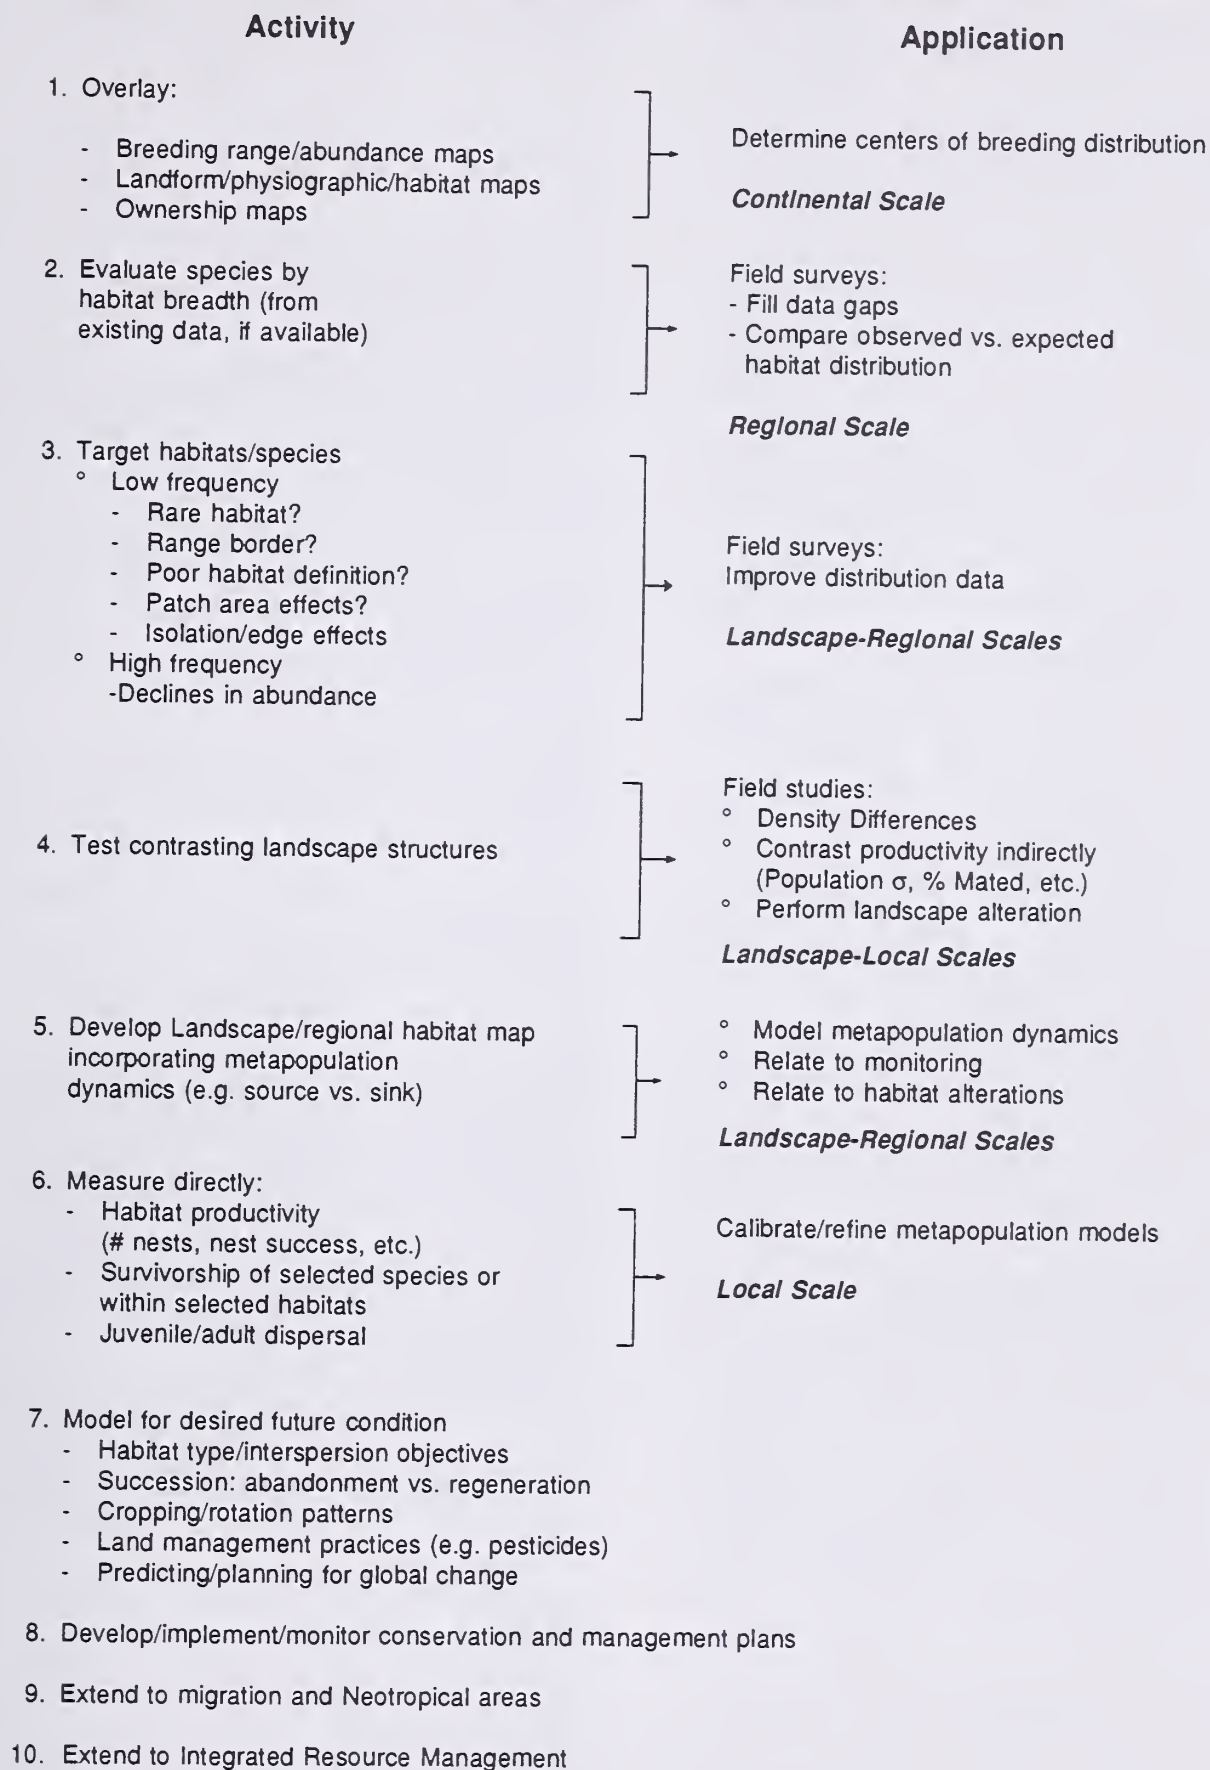 Activity
Application
1. Overlay:
- Breeding range/abundance maps
- Landform/physiographic/habitat maps
- Ownership maps
Determine centers of breeding distribution
Continental Scale
2. Evaluate species by
habitat breadth (from
existing data, if available)
Field surveys:
- Fill data gaps
- Compare observed vs. expected
habitat distribution
Regional Scale
3. Target habitats/species
° Low frequency
- Rare habitat?
- Range border?
- Poor habitat definition?
- Patch area effects?
- Isolation/edge effects
° High frequency
-Declines in abundance
Field surveys:
Improve distribution data
Landscape-Regional Scales
4. Test contrasting landscape structures
Field studies:
° Density Differences
° Contrast productivity indirectly
(Population σ, % Mated, etc.)
° Perform landscape alteration
Landscape-Local Scales
5. Develop Landscape/regional habitat map
incorporating metapopulation
dynamics (e.g. source vs. sink)
° Model metapopulation dynamics
° Relate to monitoring
° Relate to habitat alterations
Landscape-Regional Scales
6. Measure directly:
- Habitat productivity
(# nests, nest success, etc.)
- Survivorship of selected species or
within selected habitats
- Juvenile/adult dispersal
Calibrate/refine metapopulation models
Local Scale
7. Model for desired future condition
- Habitat type/interspersion objectives
- Succession: abandonment vs. regeneration
- Cropping/rotation patterns
- Land management practices (e.g. pesticides)
- Predicting/planning for global change
8. Develop/implement/monitor conservation and management plans
9. Extend to migration and Neotropical areas
10. Extend to Integrated Resource Management